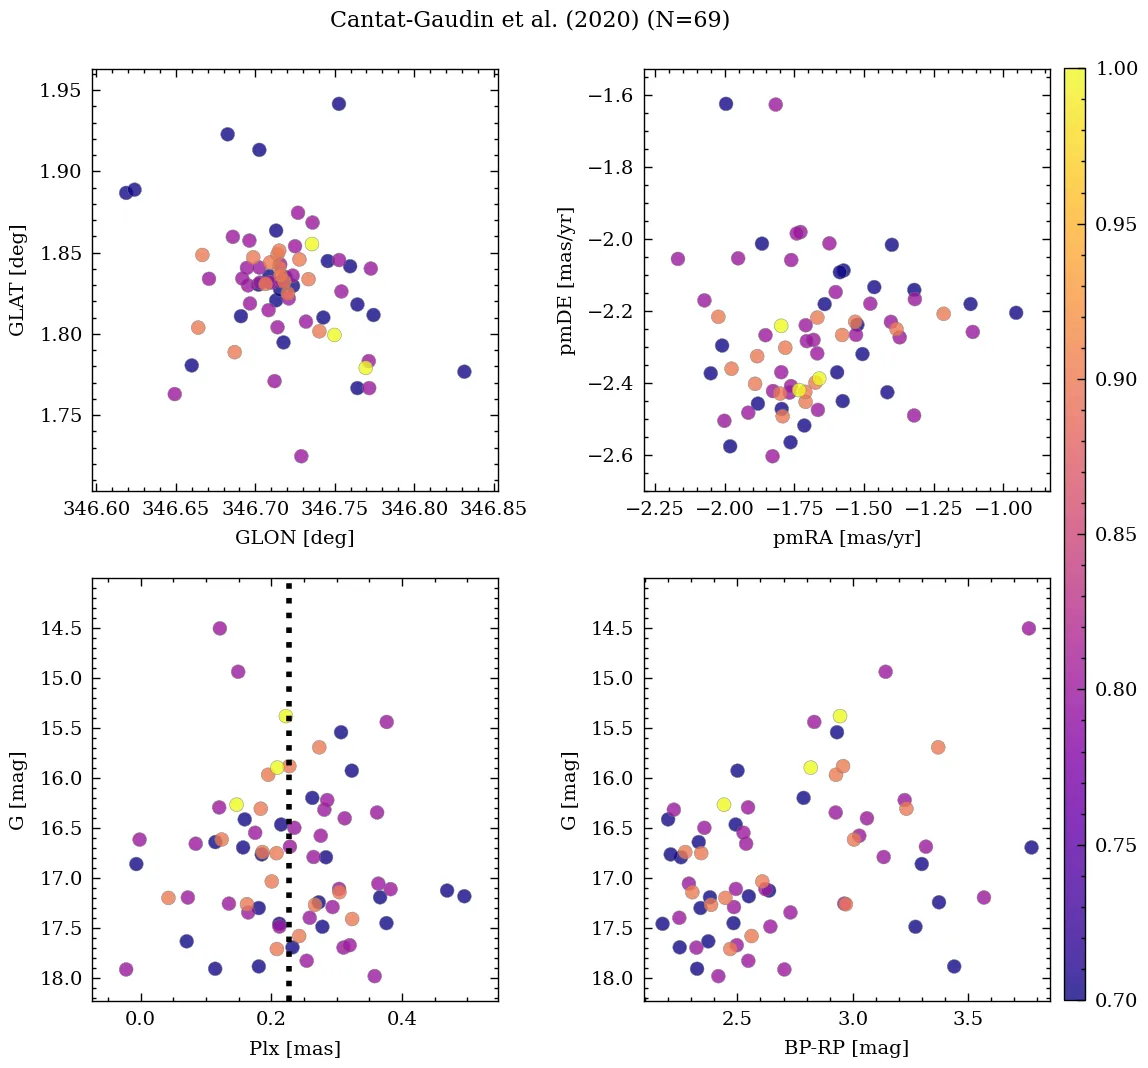 Cantat-Gaudin et al. (2020) (N=69)
1.95
1.90
1.85
1.80
1.75
GLAT [deg]
346.60 346.65 346.70 346.75 346.80 346.85
GLON [deg]
−1.6
−1.8
−2.0
−2.2
−2.4
−2.6
pmDE [mas/yr]
−2.25 −2.00 −1.75 −1.50 −1.25 −1.00
pmRA [mas/yr]
14.5
15.0
15.5
16.0
16.5
17.0
17.5
18.0
G [mag]
0.0 0.2 0.4
Plx [mas]
14.5
15.0
15.5
16.0
16.5
17.0
17.5
18.0
G [mag]
2.5 3.0 3.5
BP-RP [mag]
1.00
0.95
0.90
0.85
0.80
0.75
0.70